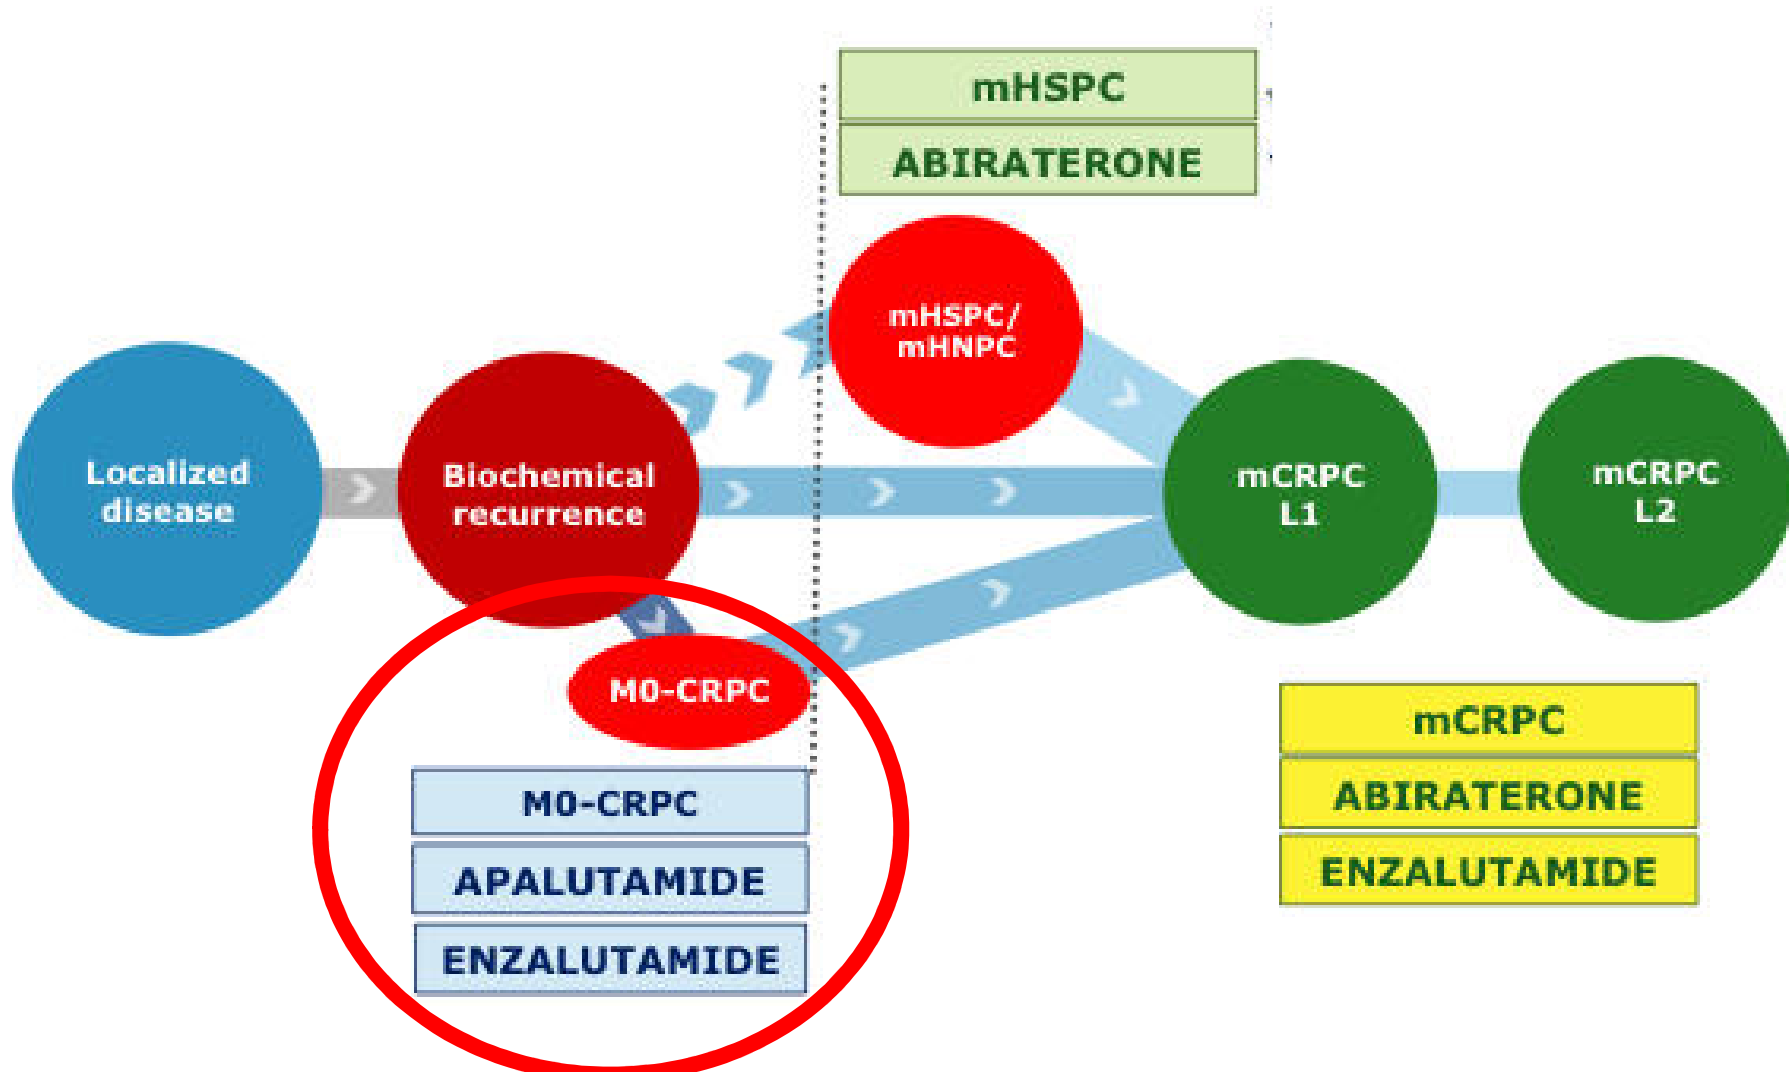 mHSPC
ABIRATERONE
mHSPC/
mHNPC
Localized
disease
Biochemical
recurrence
mCRPC
L1
mCRPC
L2
M0-CRPC
M0-CRPC
APALUTAMIDE
ENZALUTAMIDE
mCRPC
ABIRATERONE
ENZALUTAMIDE